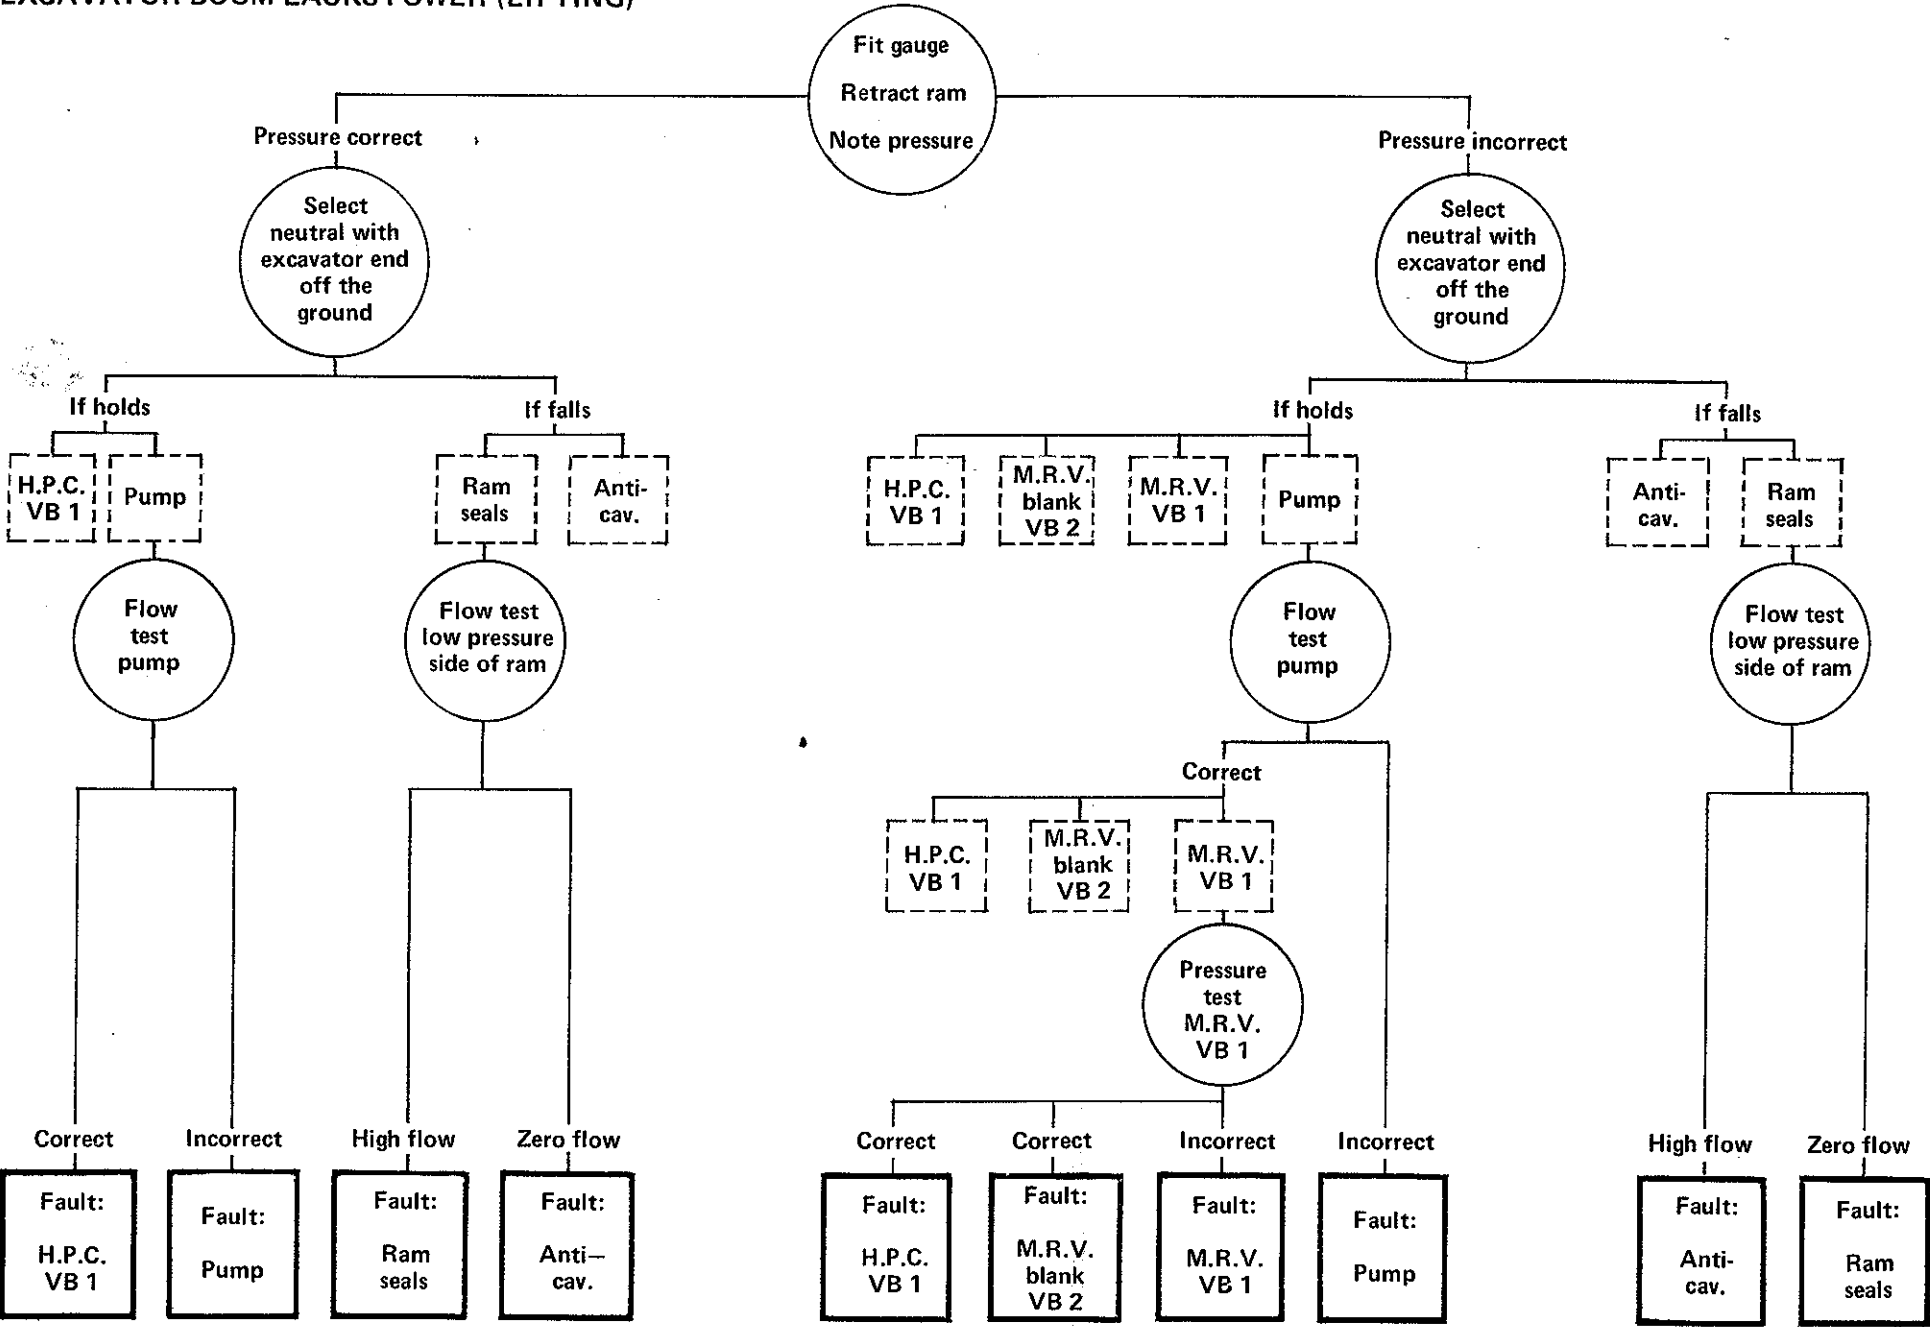 EXCAVATOR BOOM LACKS POWER (LIFTING)
Fit gauge
Retract ram
Note pressure
Pressure correct
Pressure incorrect
Select
neutral with
excavator end
off the
ground
Select
neutral with
excavator end
off the
ground
If holds
If falls
If holds
If falls
H.P.C.
VB 1
Pump
Ram
seals
Anti-
cav.
H.P.C.
VB 1
M.R.V.
blank
VB 2
M.R.V.
VB 1
Pump
Anti-
cav.
Ram
seals
Flow
test
pump
Flow test
low pressure
side of ram
Flow
test
pump
Flow test
low pressure
side of ram
Correct
H.P.C.
VB 1
M.R.V.
blank
VB 2
M.R.V.
VB 1
Pressure
test
M.R.V.
VB 1
Correct
Incorrect
High flow
Zero flow
Correct
Correct
Incorrect
Incorrect
High flow
Zero flow
Fault:
H.P.C.
VB 1
Fault:
Pump
Fault:
Ram
seals
Fault:
Anti–
cav.
Fault:
H.P.C.
VB 1
Fault:
M.R.V.
blank
VB 2
Fault:
M.R.V.
VB 1
Fault:
Pump
Fault:
Anti-
cav.
Fault:
Ram
seals